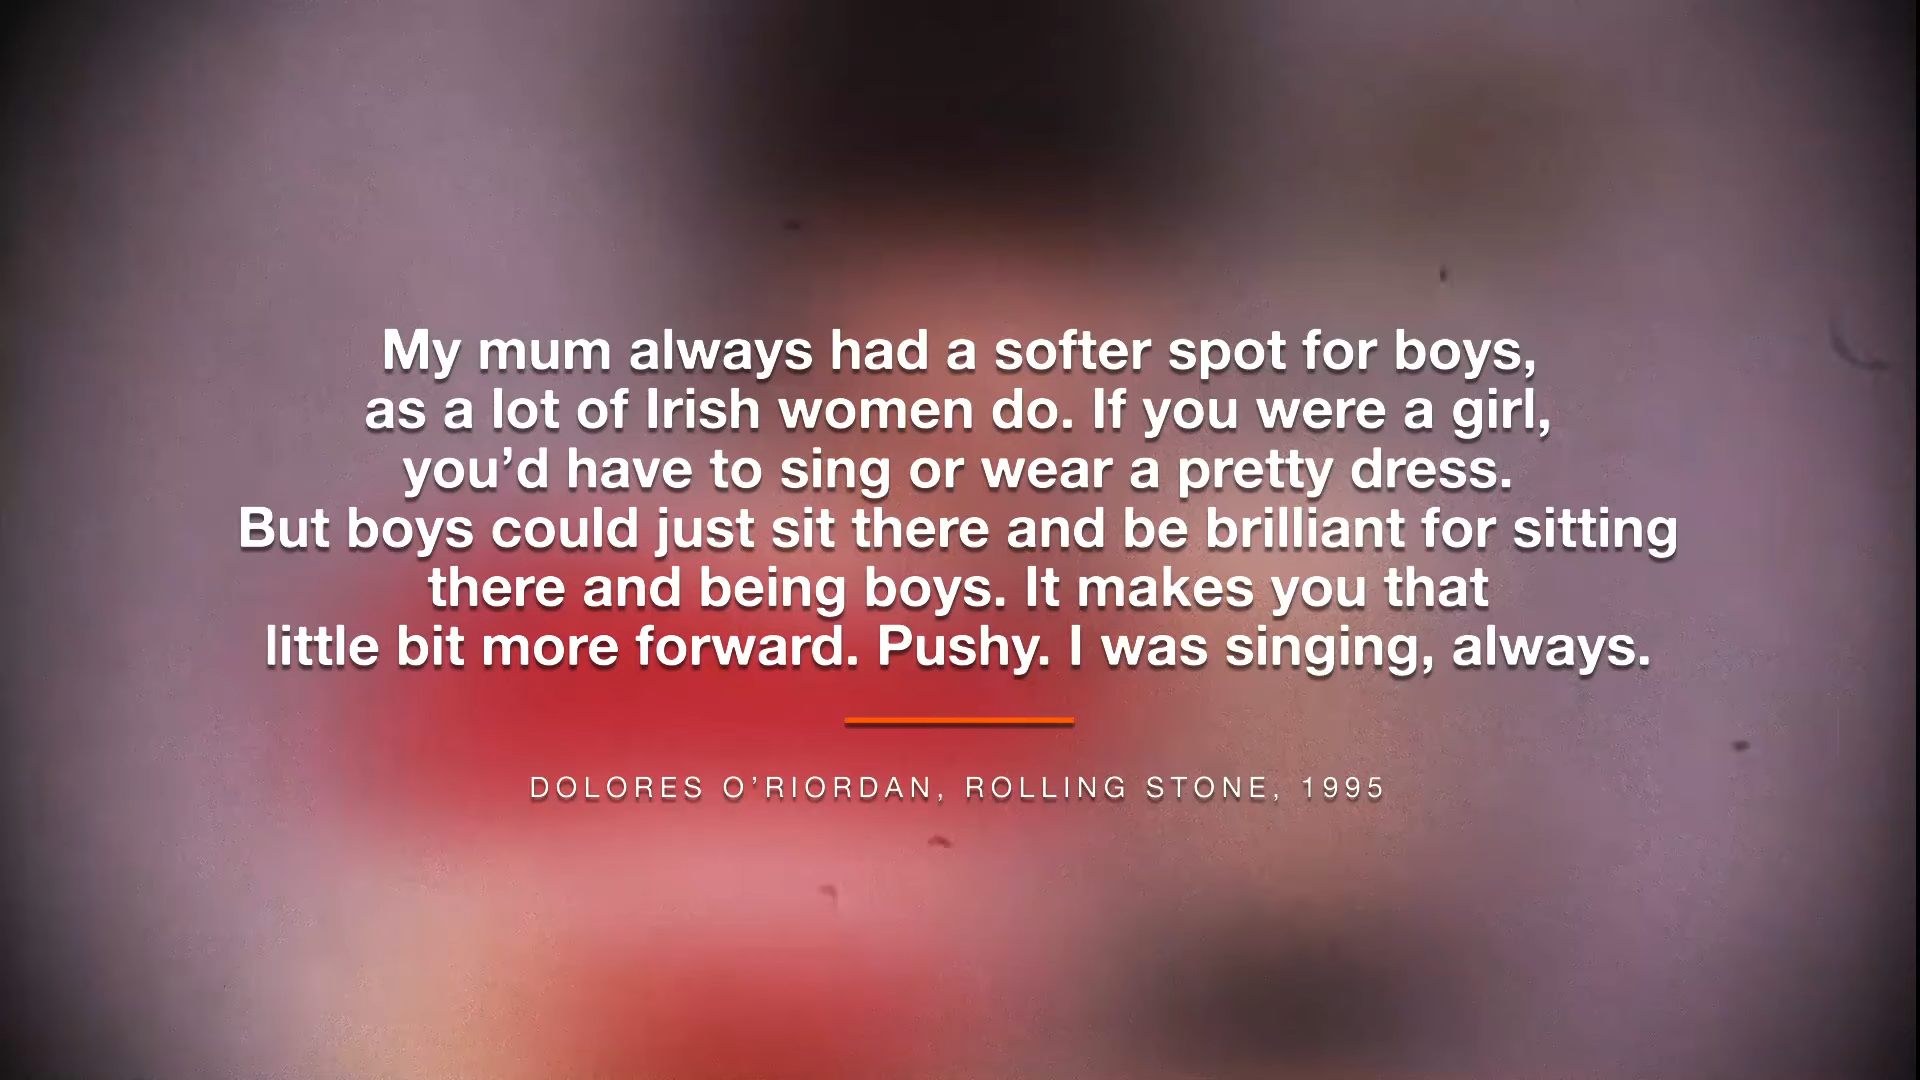 My mum always had a softer spot for boys,
as a lot of Irish women do. If you were a girl,
you’d have to sing or wear a pretty dress.
But boys could just sit there and be brilliant for sitting
there and being boys. It makes you that
little bit more forward. Pushy. I was singing, always.
DOLORES O’RIORDAN, ROLLING STONE, 1995